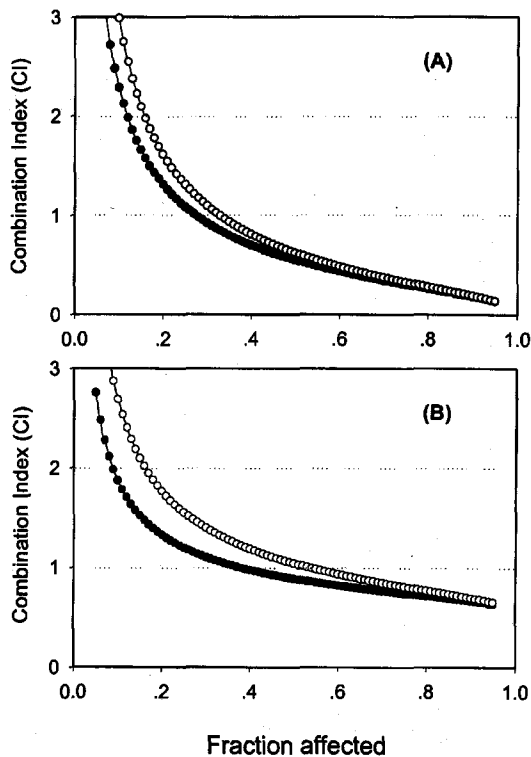 3
(A)
2
1
0
Combination Index (CI)
0.0 .2 .4 .6 .8 1.0
3
(B)
2
1
0
Combination Index (CI)
0.0 .2 .4 .6 .8 1.0
Fraction affected